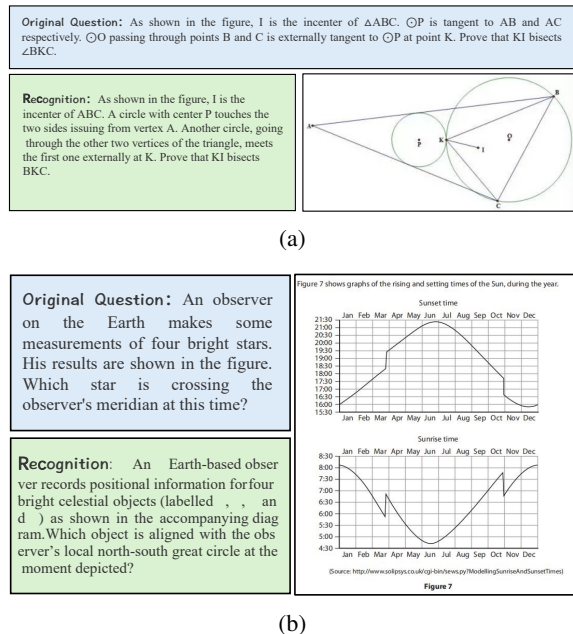 Original Question: As shown in the figure, I is the incenter of △ABC. ⊙P is tangent to AB and AC
respectively. ⊙O passing through points B and C is externally tangent to ⊙P at point K. Prove that KI bisects
∠BKC.
Recognition: As shown in the figure, I is the
incenter of ABC. A circle with center P touches the
two sides issuing from vertex A. Another circle, going
through the other two vertices of the triangle, meets
the first one externally at K. Prove that KI bisects
BKC.
A
P
K
I
O
B
C
(a)
Original Question: An observer
on the Earth makes some
measurements of four bright stars.
His results are shown in the figure.
Which star is crossing the
observer's meridian at this time?
Recognition: An Earth-based obser
ver records positional information forfour
bright celestial objects (labelled , , an
d ) as shown in the accompanying diag
ram.Which object is aligned with the obs
erver's local north-south great circle at the
moment depicted?
Figure 7 shows graphs of the rising and setting times of the Sun, during the year.
Sunset time
Jan Feb Mar Apr May Jun Jul Aug Sep Oct Nov Dec
21:30
21:00
20:30
20:00
19:30
19:00
18:30
18:00
17:30
17:00
16:30
16:00
15:30
Jan Feb Mar Apr May Jun Jul Aug Sep Oct Nov Dec
Sunrise time
Jan Feb Mar Apr May Jun Jul Aug Sep Oct Nov Dec
8:30
8:00
7:30
7:00
6:30
6:00
5:30
5:00
4:30
Jan Feb Mar Apr May Jun Jul Aug Sep Oct Nov Dec
(Source: http://www.solipsys.co.uk/cgi-bin/sews.py?ModellingSunriseAndSunsetTimes)
Figure 7
(b)